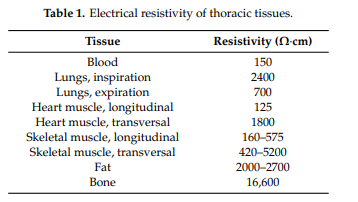 Table 1. Electrical resistivity of thoracic tissues.
Tissue Resistivity (Ω·cm)
Blood 150
Lungs, inspiration 2400
Lungs, expiration 700
Heart muscle, longitudinal 125
Heart muscle, transversal 1800
Skeletal muscle, longitudinal 160–575
Skeletal muscle, transversal 420–5200
Fat 2000–2700
Bone 16,600